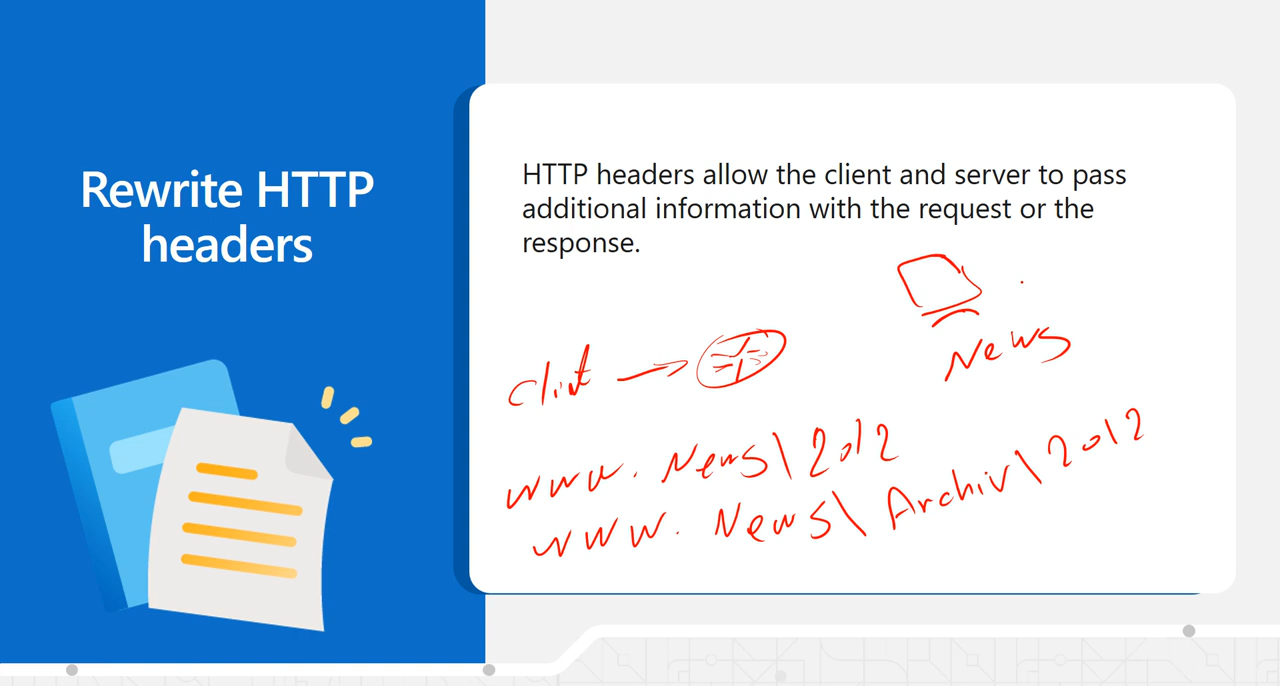 Rewrite HTTP
headers
HTTP headers allow the client and server to pass
additional information with the request or the
response.
News
clint →
www. News\2012
www. News\Archiv\2012